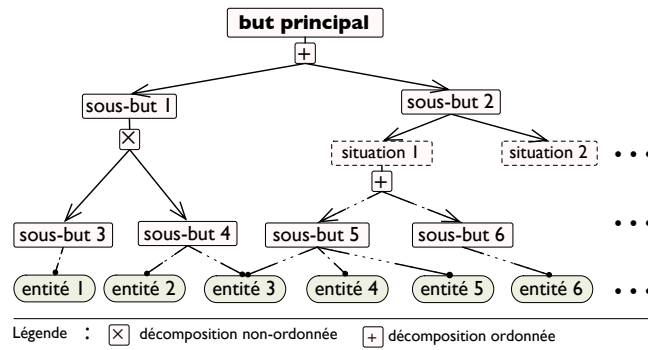 but principal
+
sous-but 1
sous-but 2
×
situation 1
situation 2
...
+
sous-but 3
sous-but 4
sous-but 5
sous-but 6
...
entité 1
entité 2
entité 3
entité 4
entité 5
entité 6
...
Légende : × décomposition non-ordonnée + décomposition ordonnée